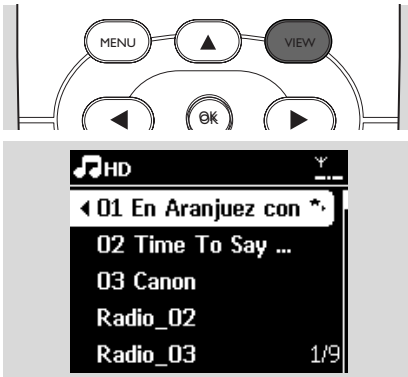 MENU
VIEW
OK
HD
01 En Aranjuez con
02 Time To Say ...
03 Canon
Radio_02
Radio_03 1/9